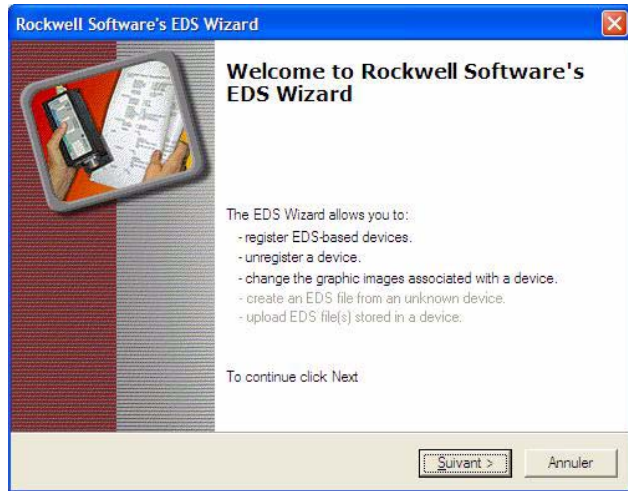 Rockwell Software's EDS Wizard
Welcome to Rockwell Software's
EDS Wizard
The EDS Wizard allows you to:
- register EDS-based devices.
- unregister a device.
- change the graphic images associated with a device.
- create an EDS file from an unknown device.
- upload EDS file(s) stored in a device.
To continue click Next
Suivant >
Annuler